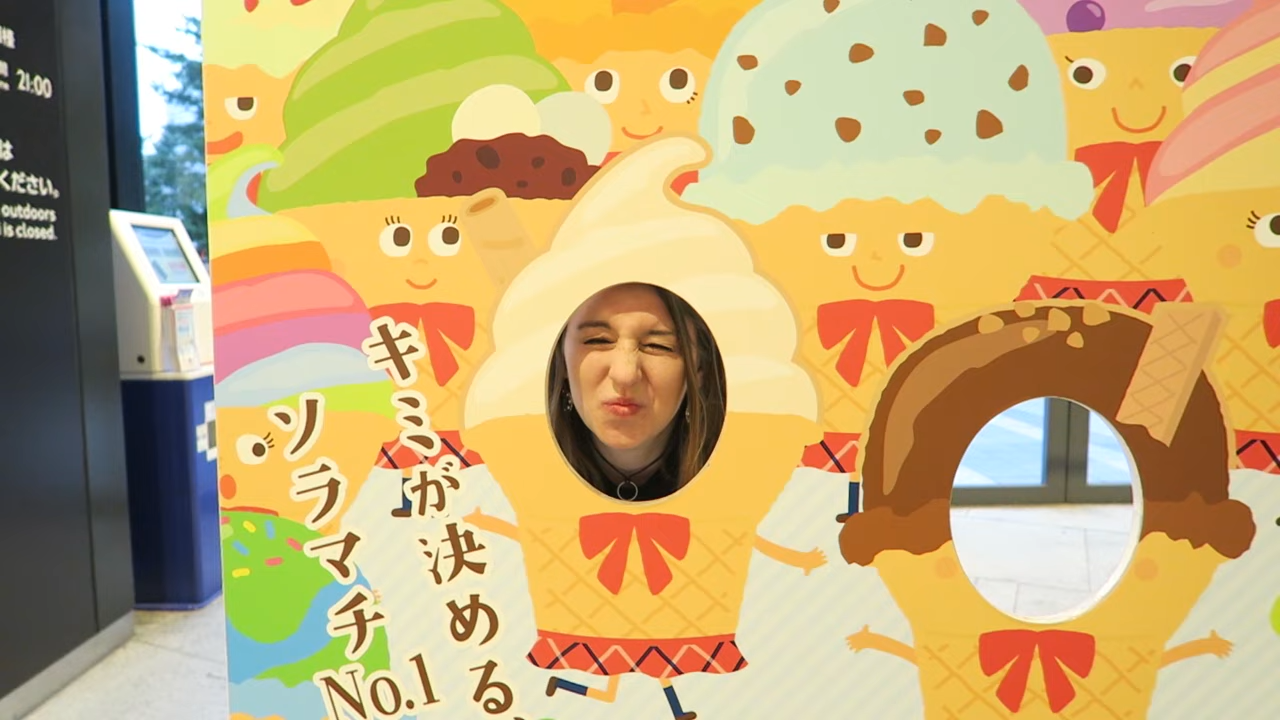 キミが決める、
ソラマチ
No.1
21:00
は
ください。
outdoors
is closed.